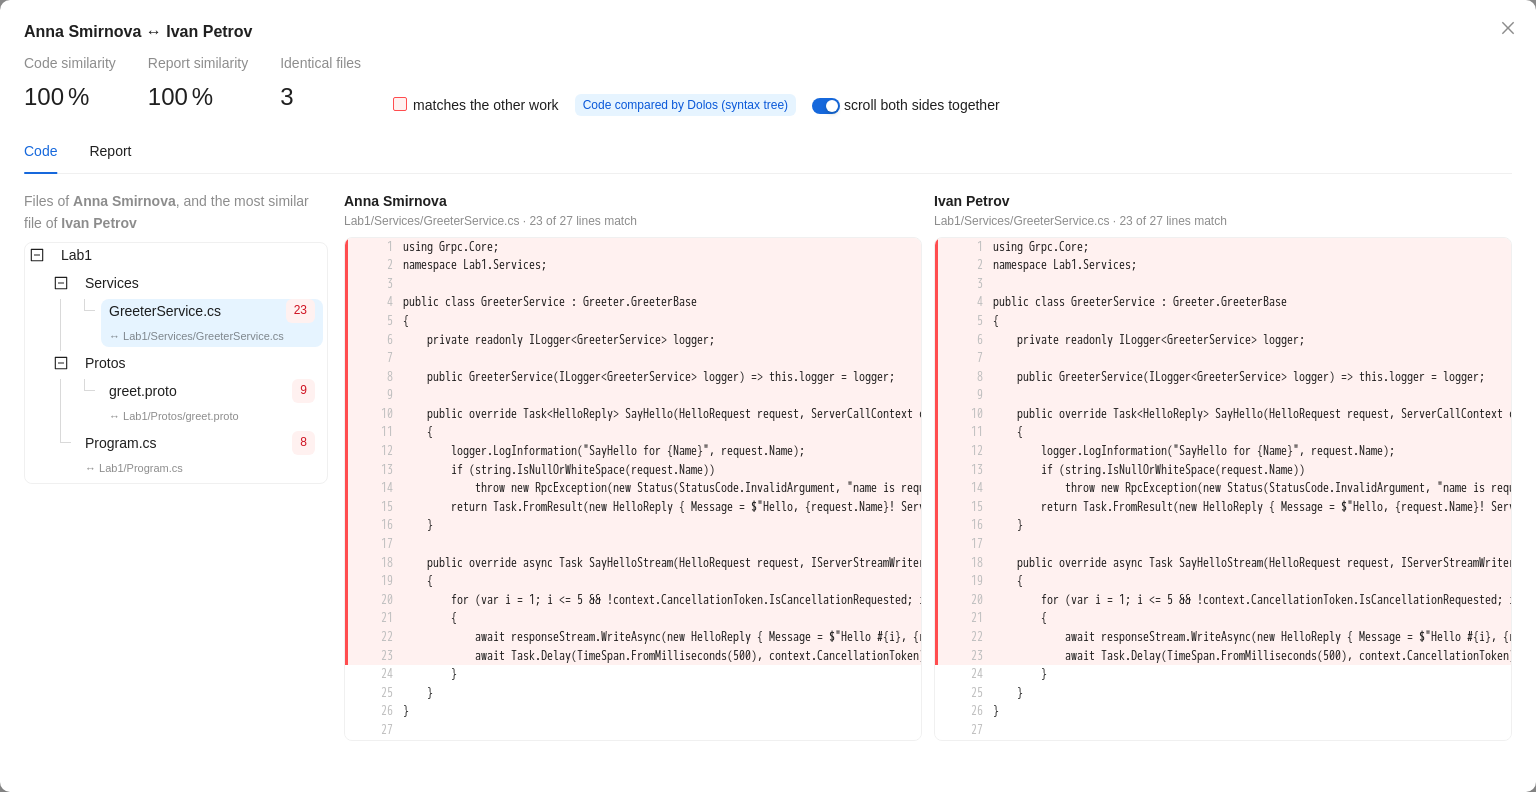 Anna Smirnova ↔ Ivan Petrov
Code similarity Report similarity Identical files
100 % 100 % 3
matches the other work Code compared by Dolos (syntax tree) scroll both sides together
Code Report
Files of Anna Smirnova, and the most similar
file of Ivan Petrov
Lab1
Services
GreeterService.cs 23
↔ Lab1/Services/GreeterService.cs
Protos
greet.proto 9
↔ Lab1/Protos/greet.proto
Program.cs 8
↔ Lab1/Program.cs
Anna Smirnova
Lab1/Services/GreeterService.cs · 23 of 27 lines match
1 using Grpc.Core;
2 namespace Lab1.Services;
3
4 public class GreeterService : Greeter.GreeterBase
5 {
6     private readonly ILogger<GreeterService> logger;
7
8     public GreeterService(ILogger<GreeterService> logger) => this.logger = logger;
9
10     public override Task<HelloReply> SayHello(HelloRequest request, ServerCallContext
11     {
12         logger.LogInformation("SayHello for {Name}", request.Name);
13         if (string.IsNullOrWhiteSpace(request.Name))
14             throw new RpcException(new Status(StatusCode.InvalidArgument, "name is
15         return Task.FromResult(new HelloReply { Message = $"Hello, {request.Name}!
16     }
17
18     public override async Task SayHelloStream(HelloRequest request, IServerStreamWriter
19     {
20         for (var i = 1; i <= 5 && !context.CancellationToken.IsCancellationRequested;
21         {
22             await responseStream.WriteAsync(new HelloReply { Message = $"Hello #{i},
23             await Task.Delay(TimeSpan.FromMilliseconds(500), context.CancellationToken
24         }
25     }
26 }
27
Ivan Petrov
Lab1/Services/GreeterService.cs · 23 of 27 lines match
1 using Grpc.Core;
2 namespace Lab1.Services;
3
4 public class GreeterService : Greeter.GreeterBase
5 {
6     private readonly ILogger<GreeterService> logger;
7
8     public GreeterService(ILogger<GreeterService> logger) => this.logger = logger;
9
10     public override Task<HelloReply> SayHello(HelloRequest request, ServerCallContext
11     {
12         logger.LogInformation("SayHello for {Name}", request.Name);
13         if (string.IsNullOrWhiteSpace(request.Name))
14             throw new RpcException(new Status(StatusCode.InvalidArgument, "name is
15         return Task.FromResult(new HelloReply { Message = $"Hello, {request.Name}!
16     }
17
18     public override async Task SayHelloStream(HelloRequest request, IServerStreamWriter
19     {
20         for (var i = 1; i <= 5 && !context.CancellationToken.IsCancellationRequested;
21         {
22             await responseStream.WriteAsync(new HelloReply { Message = $"Hello #{i},
23             await Task.Delay(TimeSpan.FromMilliseconds(500), context.CancellationToken
24         }
25     }
26 }
27